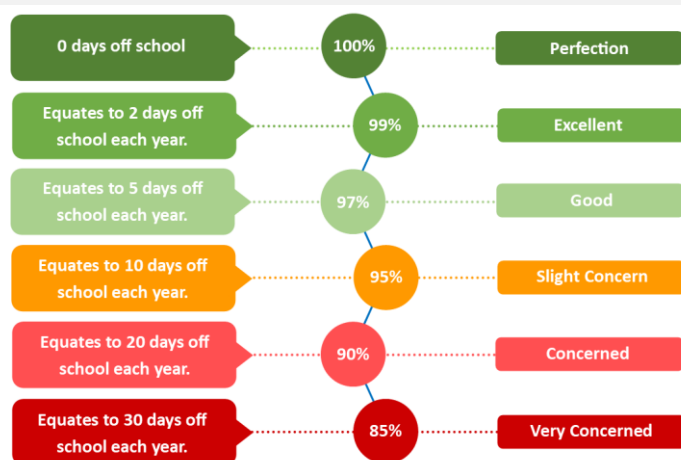 0 days off school
100%
Perfection
Equates to 2 days off
school each year.
99%
Excellent
Equates to 5 days off
school each year.
97%
Good
Equates to 10 days off
school each year.
95%
Slight Concern
Equates to 20 days off
school each year.
90%
Concerned
Equates to 30 days off
school each year.
85%
Very Concerned